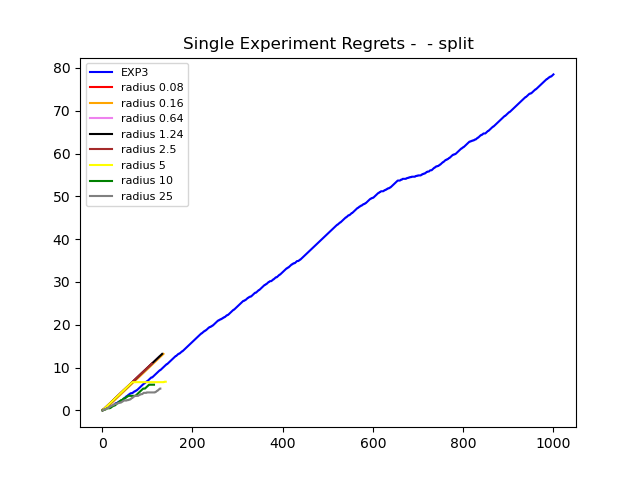 Single Experiment Regrets -  - split
80
70
60
50
40
30
20
10
0
EXP3
radius 0.08
radius 0.16
radius 0.64
radius 1.24
radius 2.5
radius 5
radius 10
radius 25
0 200 400 600 800 1000